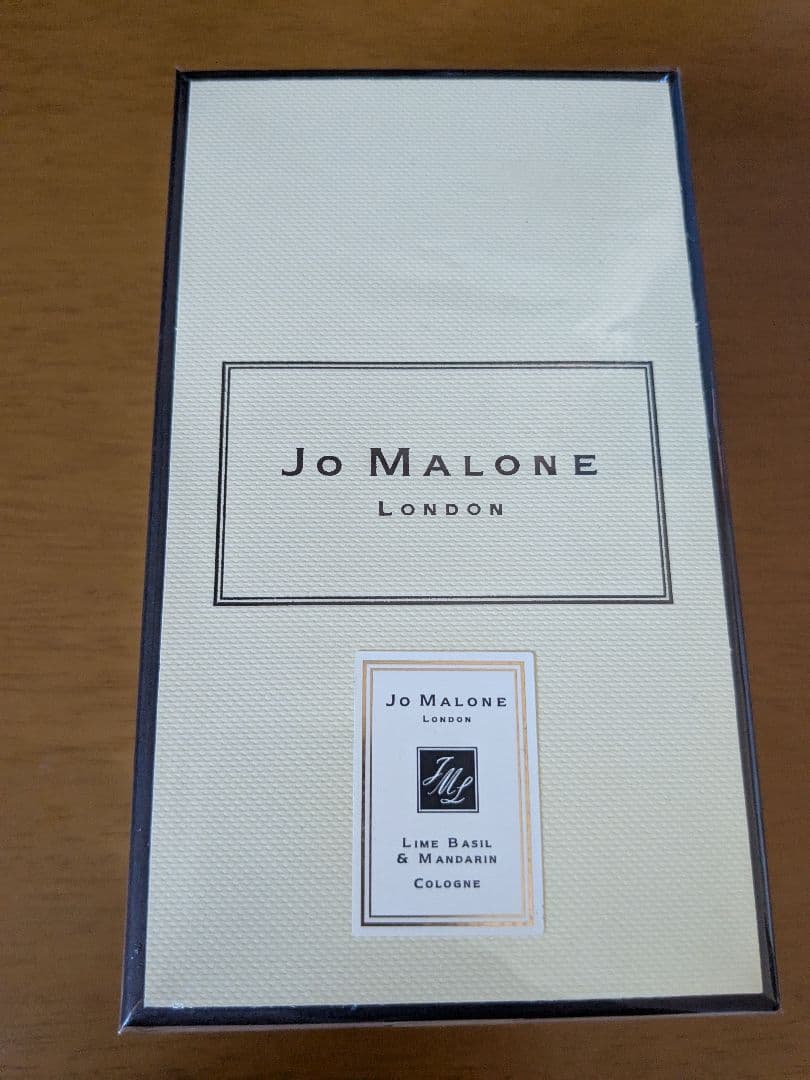 Jo Malone
London
Jo Malone
London
JML
Lime Basil
& Mandarin
Cologne